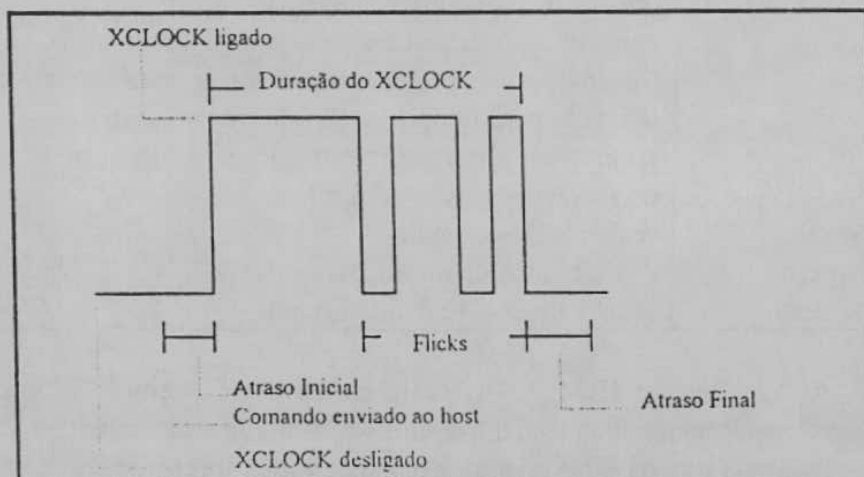 XCLOCK ligado
Duração do XCLOCK
Flicks
Atraso Inicial
Atraso Final
Comando enviado ao host
XCLOCK desligado